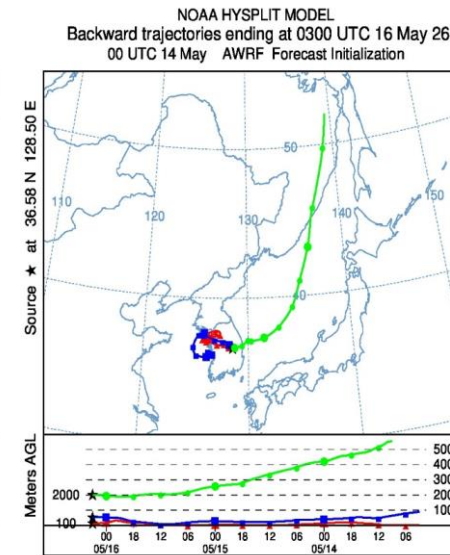 NOAA HYSPLIT MODEL
Backward trajectories ending at 0300 UTC 16 May 26
00 UTC 14 May AWRF Forecast Initialization
Source ★ at 36.58 N 128.50 E
110
120
130
140
150
50
40
Meters AGL
2000
100
500
400
300
200
100
00 18 12 06 00 18 12 06 00 18 12 06
05/16 05/15 05/14